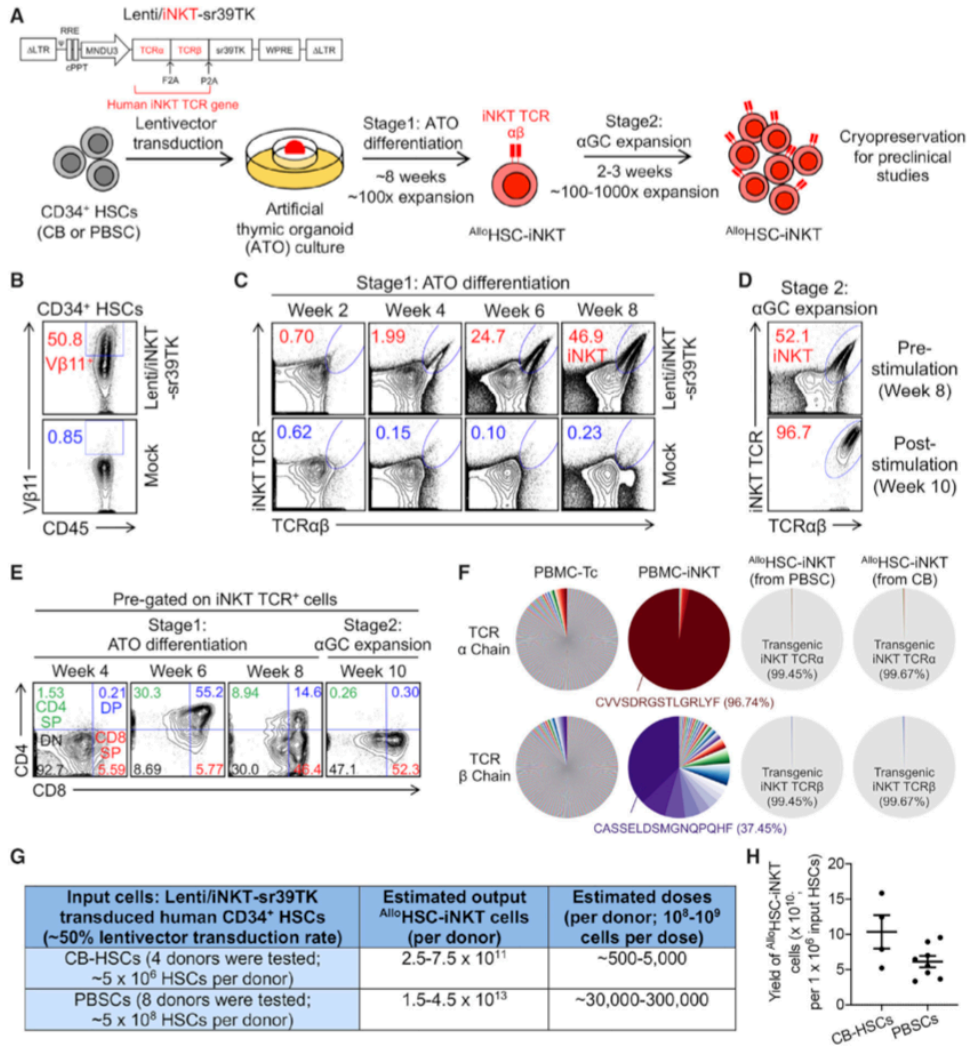 A
Lenti/iNKT-sr39TK
RRE
ΔLTR
Ψ
cPPT
MNDU3
TCRα
TCRβ
sr39TK
WPRE
ΔLTR
F2A
P2A
Human iNKT TCR gene
Lentivector
transduction
CD34+ HSCs
(CB or PBSC)
Artificial
thymic organoid
(ATO) culture
Stage1: ATO
differentiation
~8 weeks
~100x expansion
iNKT TCR
αβ
AlloHSC-iNKT
Stage2:
αGC expansion
2-3 weeks
~100-1000x expansion
AlloHSC-iNKT
Cryopreservation
for preclinical
studies
B
CD34+ HSCs
50.8
Vβ11+
Lenti/iNKT
-sr39TK
0.85
Mock
Vβ11
CD45
C
Stage1: ATO differentiation
Week 2 Week 4 Week 6 Week 8
0.70 1.99 24.7 46.9
iNKT
Lenti/iNKT
-sr39TK
0.62 0.15 0.10 0.23
Mock
iNKT TCR
TCRαβ
D
Stage 2:
αGC expansion
52.1
iNKT
Pre-
stimulation
(Week 8)
96.7
Post-
stimulation
(Week 10)
iNKT TCR
TCRαβ
E
Pre-gated on iNKT TCR+ cells
Stage1:
ATO differentiation
Stage2:
αGC expansion
Week 4 Week 6 Week 8 Week 10
1.53 0.21 30.3 55.2 8.94 14.6 0.26 0.30
CD4 DP
SP
DN CD8
SP
92.7 5.59 8.69 5.77 30.0 47.1 52.3
CD4
CD8
F
PBMC-Tc
PBMC-iNKT
AlloHSC-iNKT
(from PBSC)
AlloHSC-iNKT
(from CB)
TCR
α Chain
Transgenic
iNKT TCRα
(99.45%)
Transgenic
iNKT TCRα
(99.67%)
CVVSDRGSTLGRLYF (96.74%)
TCR
β Chain
Transgenic
iNKT TCRβ
(99.45%)
Transgenic
iNKT TCRβ
(99.67%)
CASSELDSMGNQPQHF (37.45%)
G
Input cells: Lenti/iNKT-sr39TK
transduced human CD34+ HSCs
(~50% lentivector transduction rate)
Estimated output
AlloHSC-iNKT cells
(per donor)
Estimated doses
(per donor; 10⁸-10⁹
cells per dose)
CB-HSCs (4 donors were tested;
~5 x 10⁶ HSCs per donor)
2.5-7.5 x 10¹¹
~500-5,000
PBSCs (8 donors were tested;
~5 x 10⁸ HSCs per donor)
1.5-4.5 x 10¹³
~30,000-300,000
H
Yield of AlloHSC-iNKT
cells (x 10¹⁰;
per 1 x 10⁶ input HSCs)
20
15
10
5
0
CB-HSCs
PBSCs